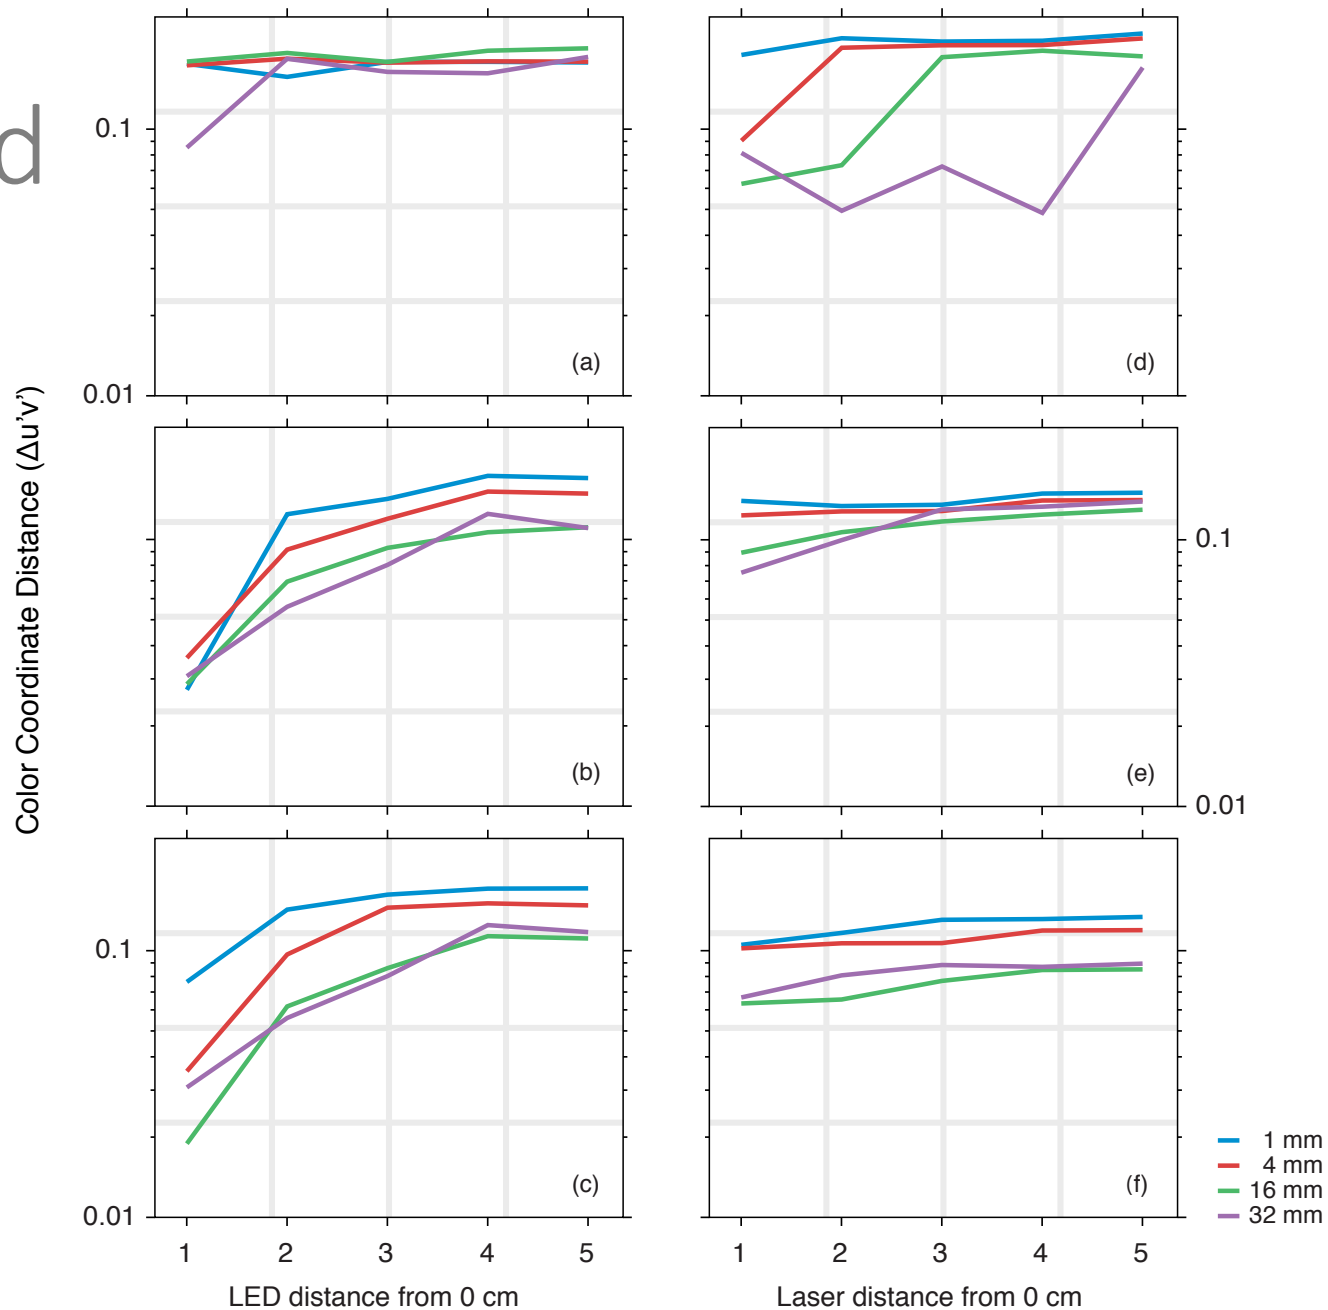 d
Color Coordinate Distance (Δu'v')
0.1
0.01
(a)
(d)
(b)
0.1
0.01
(e)
0.1
0.01
(c)
(f)
1 mm
4 mm
16 mm
32 mm
1 2 3 4 5
1 2 3 4 5
LED distance from 0 cm
Laser distance from 0 cm